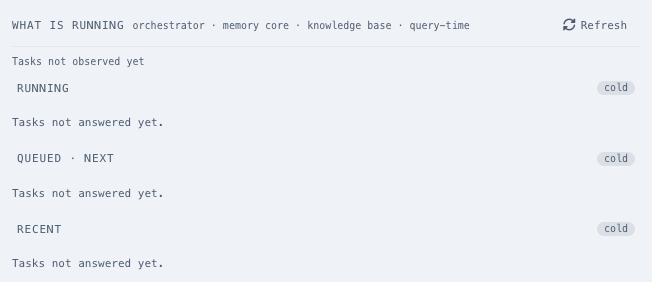 WHAT IS RUNNING orchestrator · memory core · knowledge base · query-time Refresh
Tasks not observed yet
RUNNING cold
Tasks not answered yet.
QUEUED · NEXT cold
Tasks not answered yet.
RECENT cold
Tasks not answered yet.